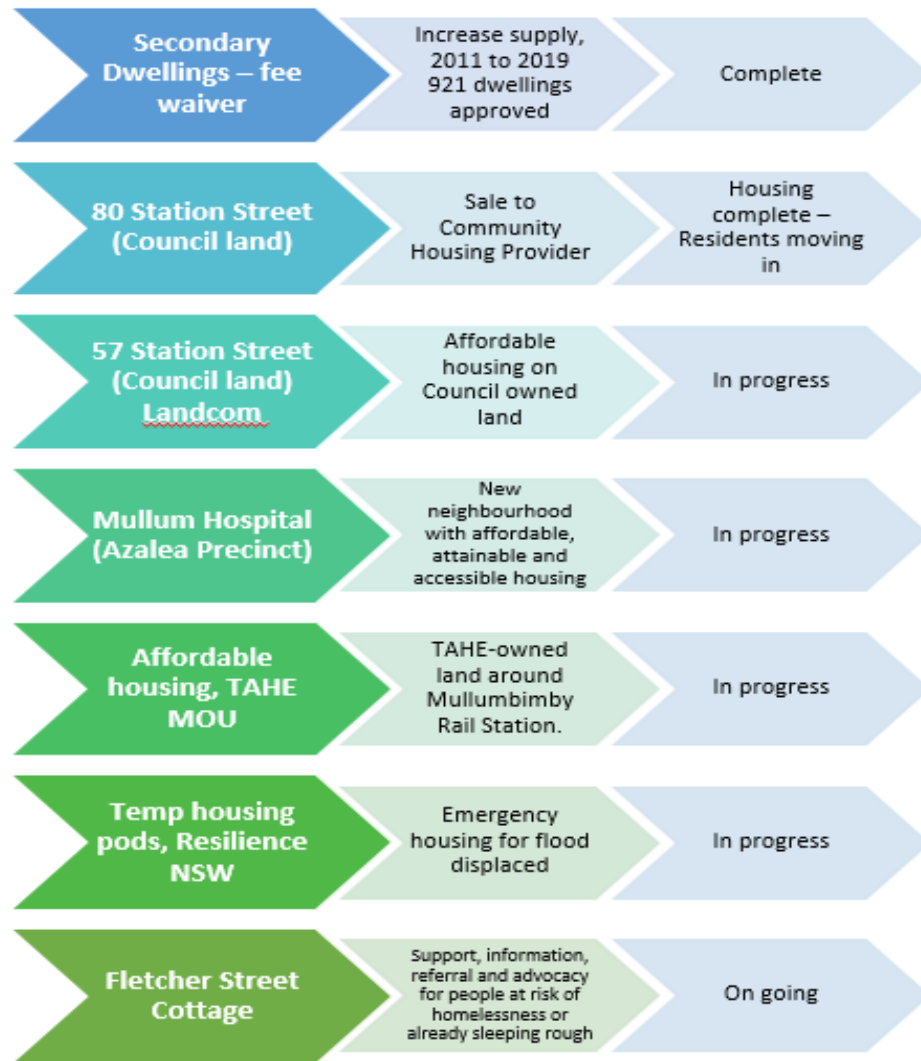 Secondary
Dwellings – fee
waiver
Increase supply,
2011 to 2019
921 dwellings
approved
Complete
80 Station Street
(Council land)
Sale to
Community
Housing Provider
Housing
complete –
Residents moving
in
57 Station Street
(Council land)
Landcom
Affordable
housing on
Council owned
land
In progress
Mullum Hospital
(Azalea Precinct)
New
neighbourhood
with affordable,
attainable and
accessible housing
In progress
Affordable
housing, TAHE
MOU
TAHE-owned
land around
Mullumbimby
Rail Station.
In progress
Temp housing
pods, Resilience
NSW
Emergency
housing for flood
displaced
In progress
Fletcher Street
Cottage
Support, information,
referral and advocacy
for people at risk of
homelessness or
already sleeping rough
On going